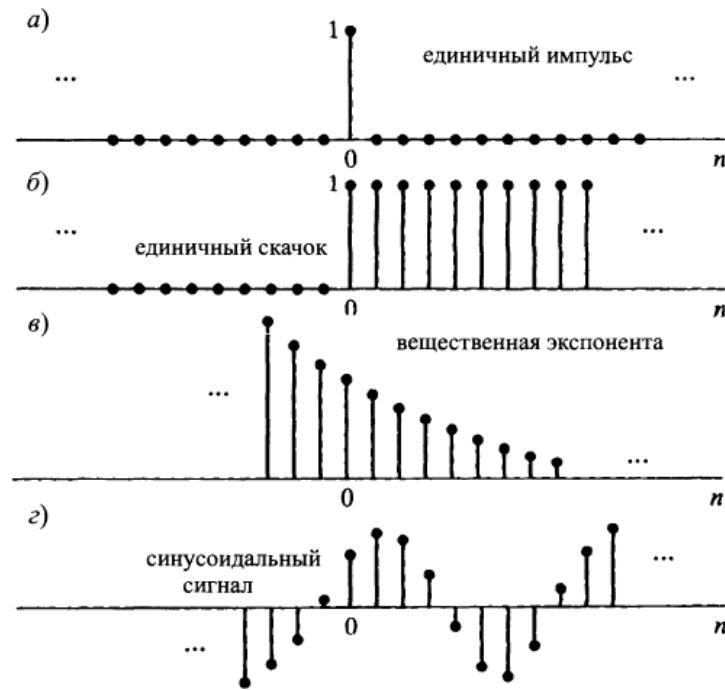 а)
1
единичный импульс
...
...
0
n
б)
1
...
единичный скачок
...
0
n
в)
вещественная экспонента
...
...
0
n
г)
синусоидальный
сигнал
...
0
n
...